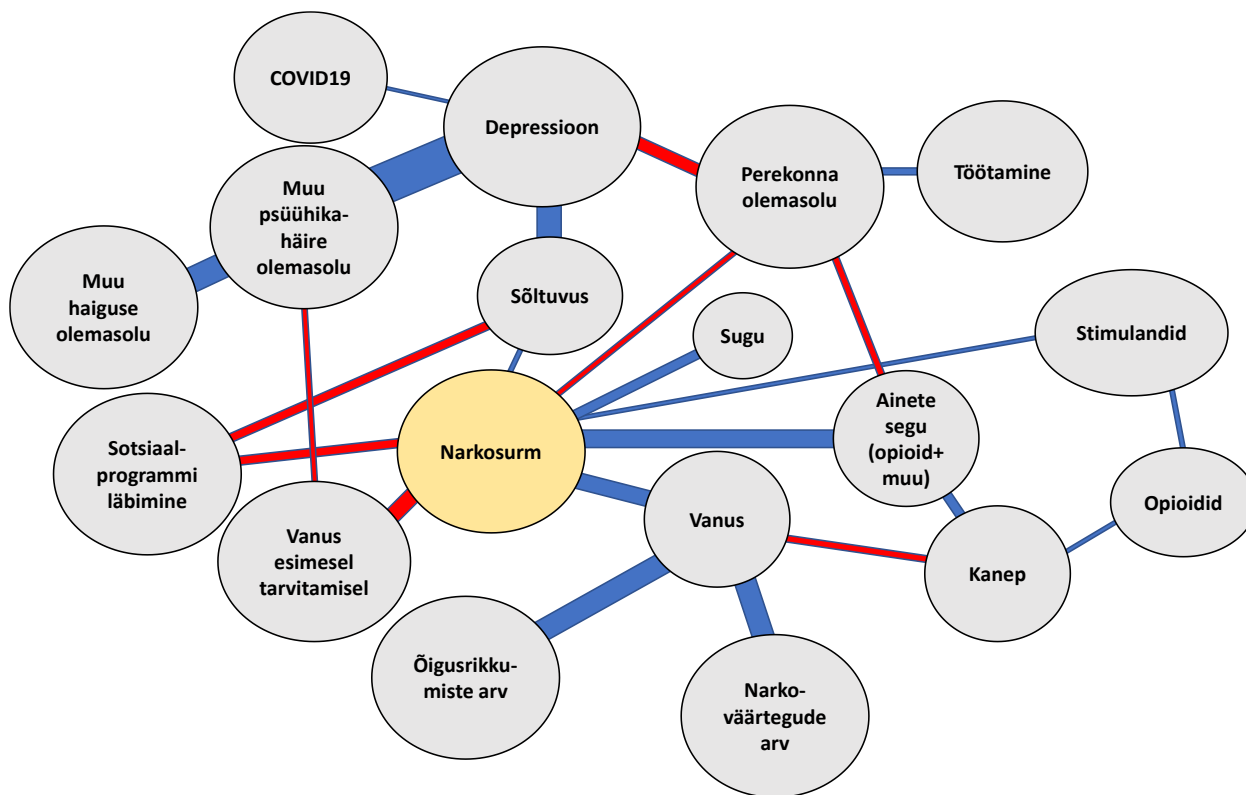 COVID19
Depressioon
Perekonna
olemasolu
Töötamine
Muu
psüühika-
häire
olemasolu
Muu
haiguse
olemasolu
Sõltuvus
Sugu
Stimulandid
Ainete
segu
(opioid+
muu)
Sotsiaal-
programmi
läbimine
Narkosurm
Opioidid
Vanus
Vanus
esimesel
tarvitamisel
Kanep
Õigusrikku-
miste arv
Narko-
väärtegude
arv